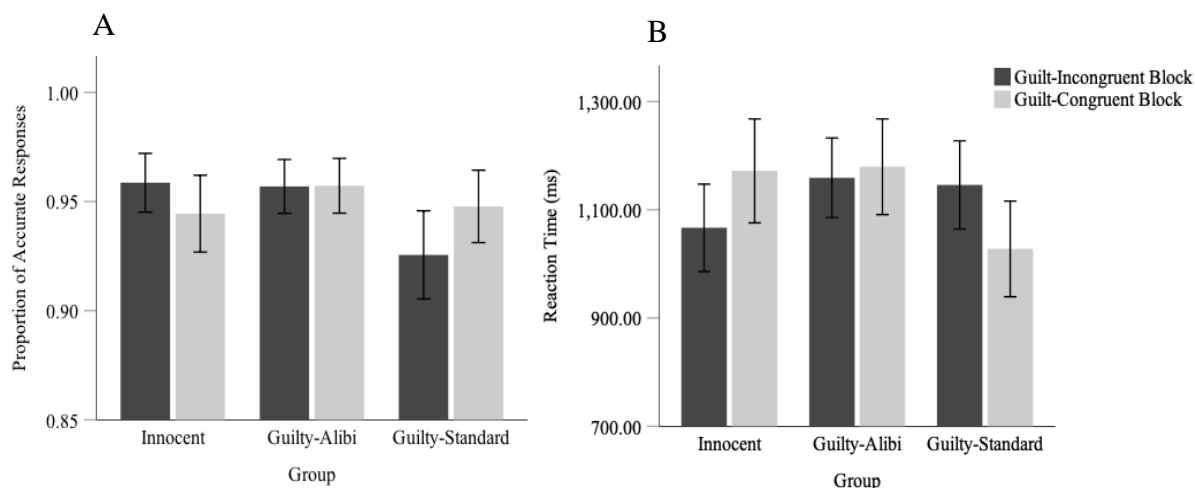 A
Proportion of Accurate Responses
1.00
0.95
0.90
0.85
Innocent
Guilty-Alibi
Guilty-Standard
Group
B
Guilt-Incongruent Block
Guilt-Congruent Block
Reaction Time (ms)
1,300.00
1,100.00
900.00
700.00
Innocent
Guilty-Alibi
Guilty-Standard
Group